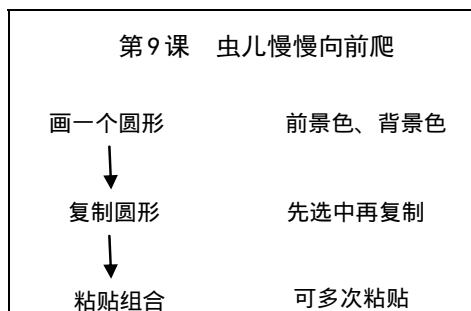 第9课 虫儿慢慢向前爬
画一个圆形 前景色、背景色
复制圆形 先选中再复制
粘贴组合 可多次粘贴